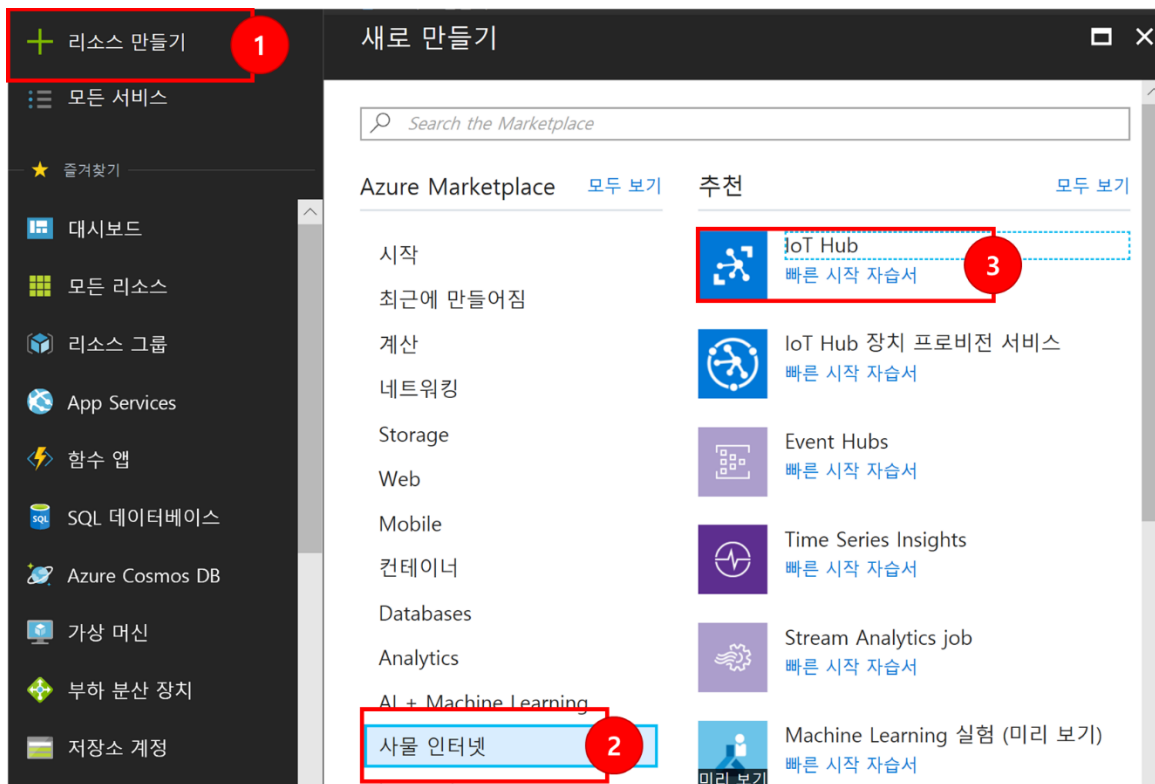 리소스 만들기
1
모든 서비스
즐겨찾기
대시보드
모든 리소스
리소스 그룹
App Services
함수 앱
SQL 데이터베이스
Azure Cosmos DB
가상 머신
부하 분산 장치
저장소 계정
새로 만들기
Search the Marketplace
Azure Marketplace 모두 보기
시작
최근에 만들어짐
계산
네트워킹
Storage
Web
Mobile
컨테이너
Databases
Analytics
AI + Machine Learning
사물 인터넷
2
추천 모두 보기
IoT Hub
빠른 시작 자습서
3
IoT Hub 장치 프로비전 서비스
빠른 시작 자습서
Event Hubs
빠른 시작 자습서
Time Series Insights
빠른 시작 자습서
Stream Analytics job
빠른 시작 자습서
Machine Learning 실험 (미리 보기)
빠른 시작 자습서
미리 보기